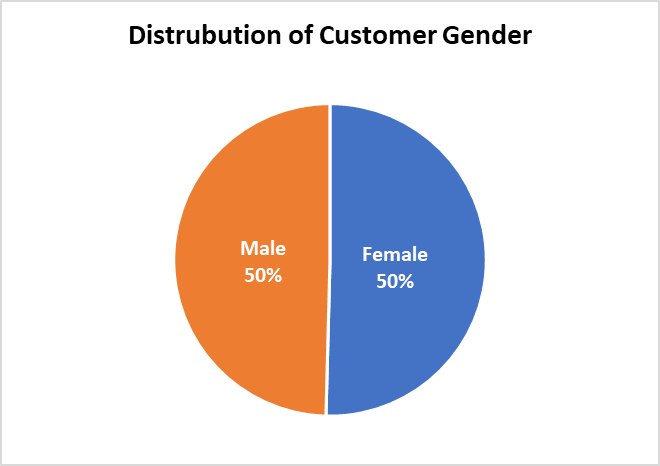 Distrubution of Customer Gender
Male
50%
Female
50%